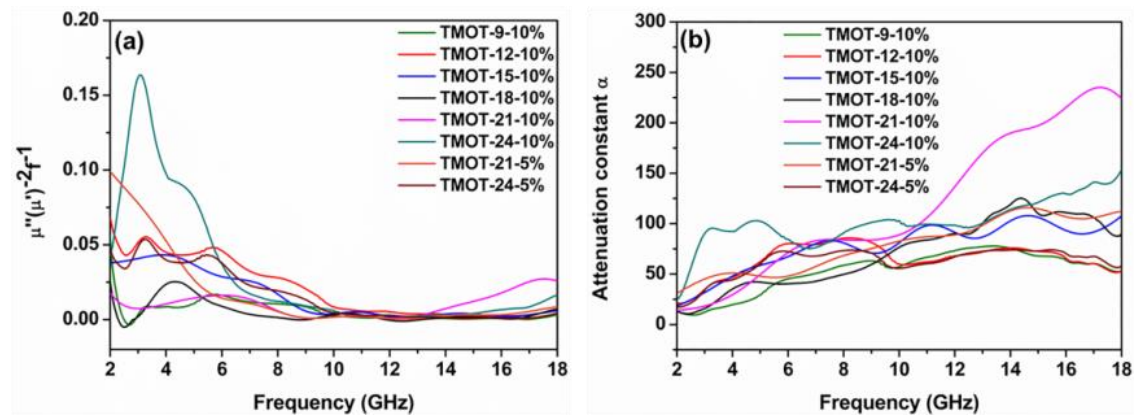 (a)
TMOT-9-10%
TMOT-12-10%
TMOT-15-10%
TMOT-18-10%
TMOT-21-10%
TMOT-24-10%
TMOT-21-5%
TMOT-24-5%
μ"(μ')⁻²f⁻¹
0.20
0.15
0.10
0.05
0.00
2 4 6 8 10 12 14 16 18
Frequency (GHz)
(b)
TMOT-9-10%
TMOT-12-10%
TMOT-15-10%
TMOT-18-10%
TMOT-21-10%
TMOT-24-10%
TMOT-21-5%
TMOT-24-5%
Attenuation constant α
300
250
200
150
100
50
0
2 4 6 8 10 12 14 16 18
Frequency (GHz)